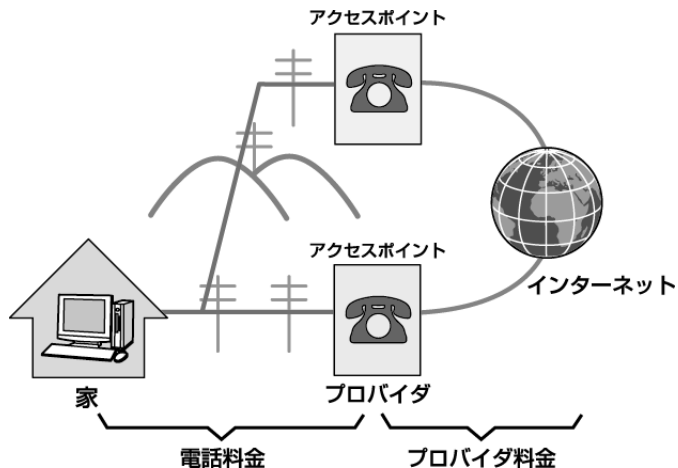 アクセスポイント
アクセスポイント
インターネット
家
プロバイダ
電話料金
プロバイダ料金